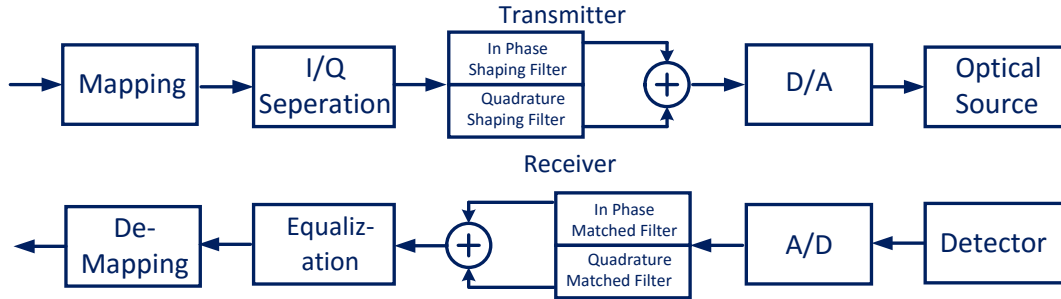 Transmitter
Mapping
I/Q
Seperation
In Phase
Shaping Filter
Quadrature
Shaping Filter
D/A
Optical
Source
Receiver
De-
Mapping
Equaliz-
ation
In Phase
Matched Filter
Quadrature
Matched Filter
A/D
Detector